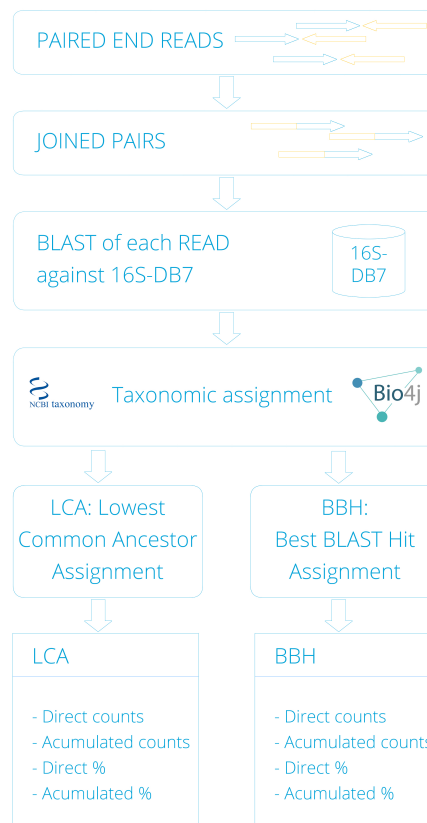 PAIRED END READS
JOINED PAIRS
BLAST of each READ
against 16S-DB7
16S-
DB7
NCBI taxonomy
Taxonomic assignment
Bio4j
LCA: Lowest
Common Ancestor
Assignment
BBH:
Best BLAST Hit
Assignment
LCA
- Direct counts
- Acumulated counts
- Direct %
- Acumulated %
BBH
- Direct counts
- Acumulated counts
- Direct %
- Acumulated %